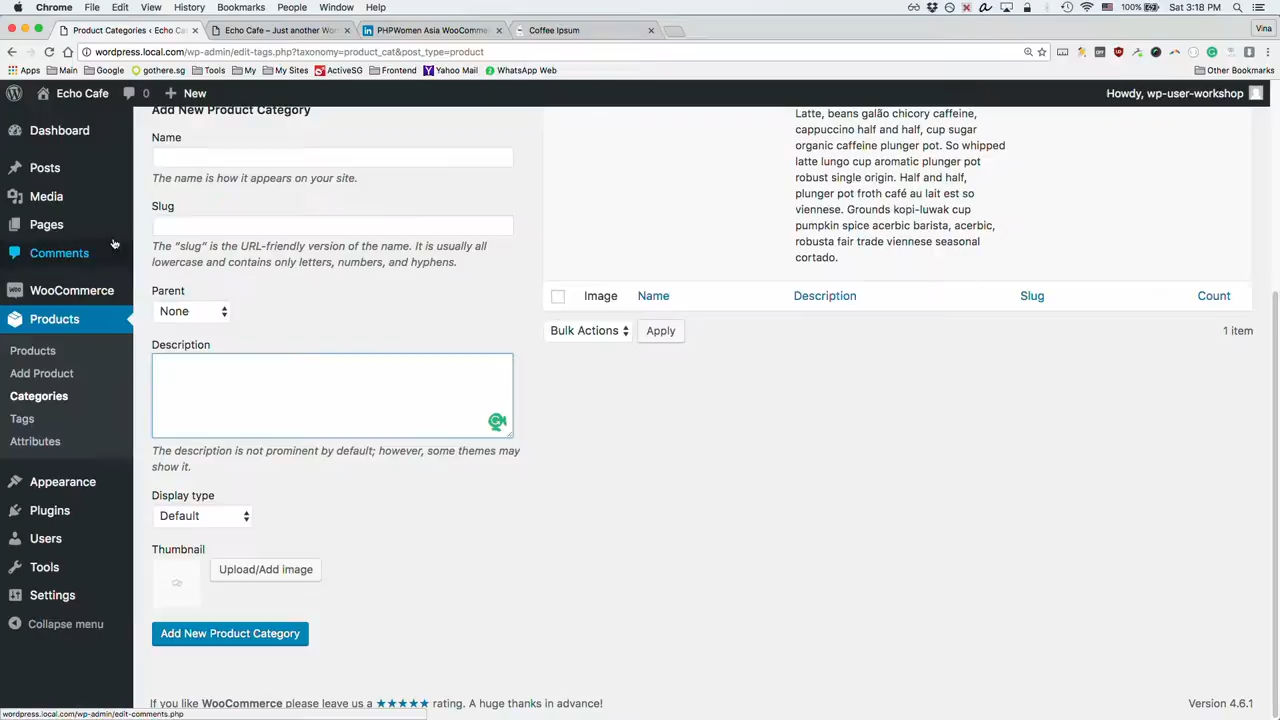 Chrome File Edit View History Bookmarks People Window Help 100% Sat 3:18 PM
Product Categories ‹ Echo Ca Echo Cafe – Just another Wor PHPWomen Asia WooComme Coffee Ipsum Vina
wordpress.local.com/wp-admin/edit-tags.php?taxonomy=product_cat&post_type=product
Apps Main Google gothere.sg Tools My My Sites ActiveSG Frontend Yahoo Mail WhatsApp Web Other Bookmarks
Echo Cafe 0 New Howdy, wp-user-workshop
Dashboard
Posts
Media
Pages
Comments
WooCommerce
Products
Products
Add Product
Categories
Tags
Attributes
Appearance
Plugins
Users
Tools
Settings
Collapse menu
Add New Product Category
Name
The name is how it appears on your site.
Slug
The “slug” is the URL-friendly version of the name. It is usually all
lowercase and contains only letters, numbers, and hyphens.
Parent
None
Description
The description is not prominent by default; however, some themes may
show it.
Display type
Default
Thumbnail
Upload/Add image
Add New Product Category
Latte, beans galão chicory caffeine,
cappuccino half and half, cup sugar
organic caffeine plunger pot. So whipped
latte lungo cup aromatic plunger pot
robust single origin. Half and half,
plunger pot froth café au lait est so
viennese. Grounds kopi-luwak cup
pumpkin spice acerbic barista, acerbic,
robusta fair trade viennese seasonal
cortado.
Image Name Description Slug Count
Bulk Actions Apply 1 item
If you like WooCommerce please leave us a ★★★★★ rating. A huge thanks in advance! Version 4.6.1
wordpress.local.com/wp-admin/edit-comments.php